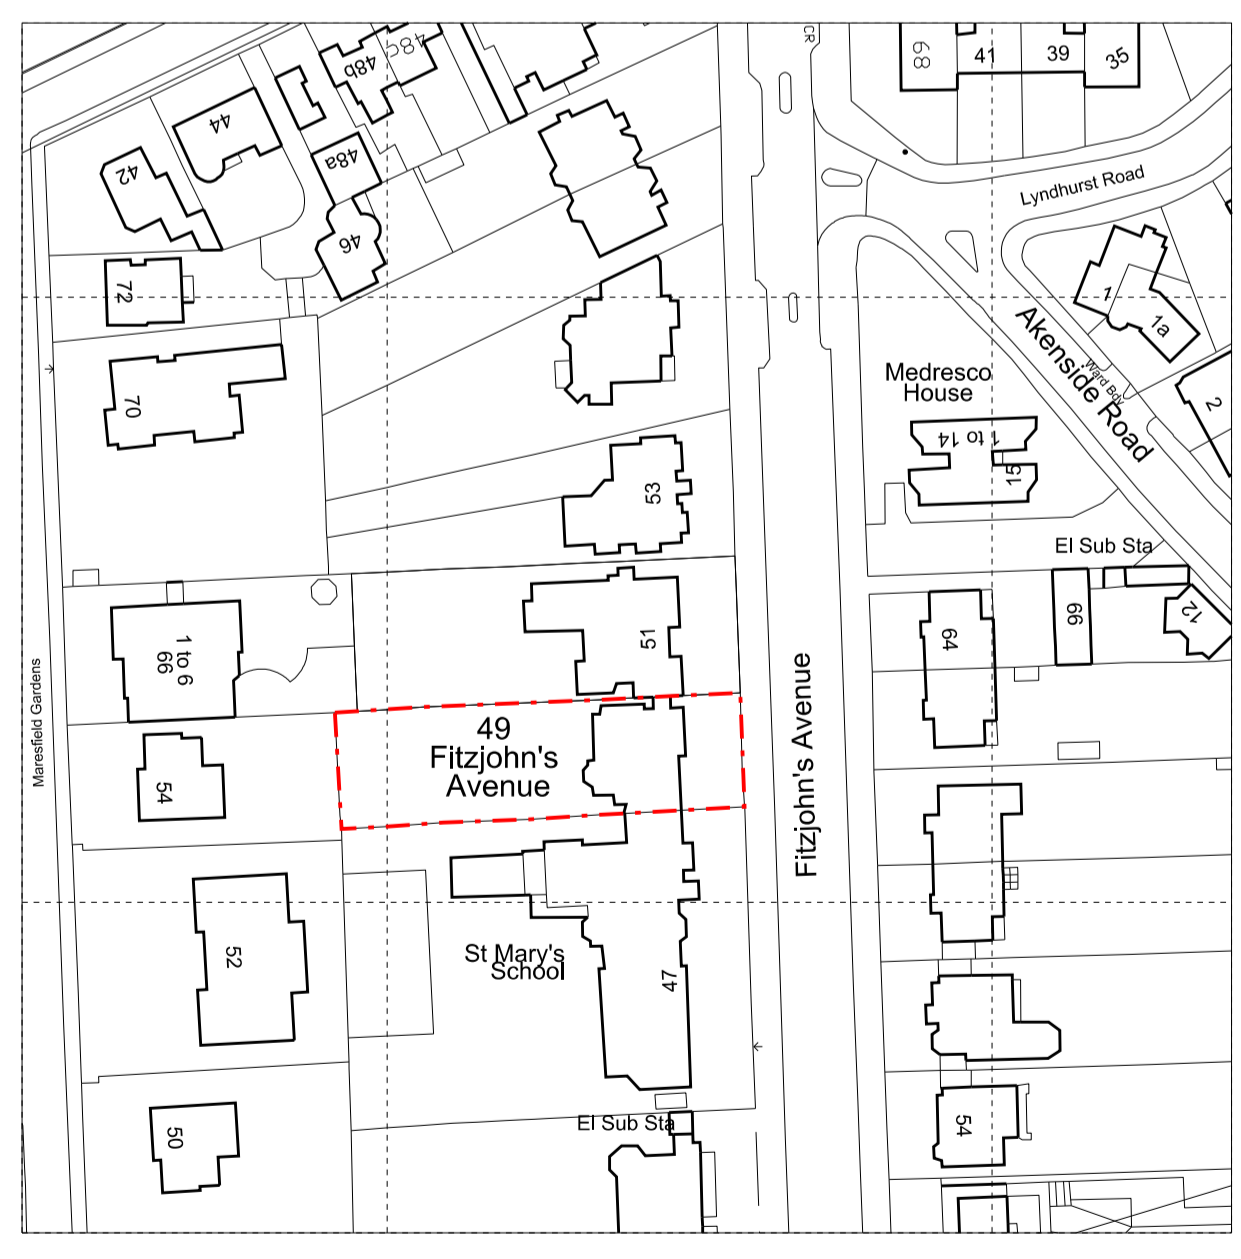 48c
48b
CR
68
41
39
35
44
48a
42
Lyndhurst Road
46
72
1
1a
Akenside Road
Ward Bdy
Medresco
House
2
70
1 to 14
15
53
El Sub Sta
1 to 6
66
51
64
66
12
Maresfield Gardens
49
Fitzjohn's
Avenue
Fitzjohn's Avenue
54
St Mary's
School
52
47
El Sub Sta
50
54